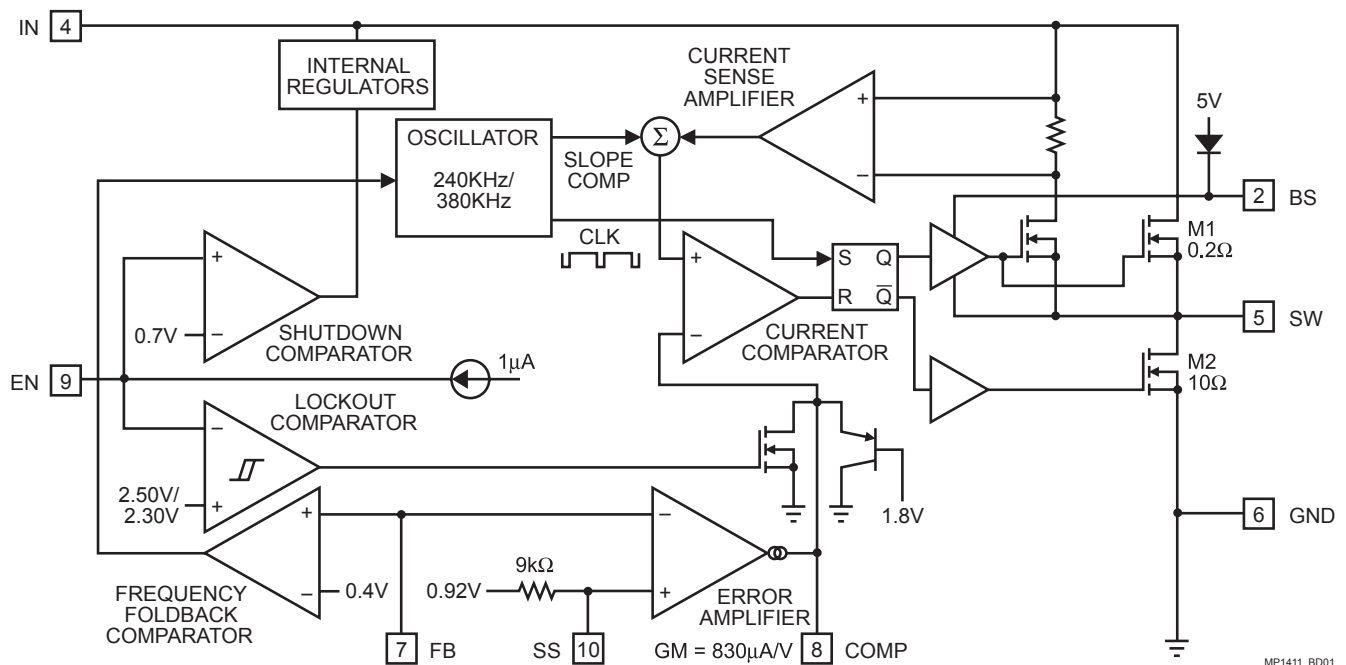 IN 4
INTERNAL
REGULATORS
CURRENT
SENSE
AMPLIFIER
+
−
5V
OSCILLATOR
240KHz/
380KHz
Σ
SLOPE
COMP
CLK
2 BS
M1
0.2Ω
+
−
0.7V
SHUTDOWN
COMPARATOR
+
−
CURRENT
COMPARATOR
S Q
R Q̅
5 SW
EN 9
1µA
M2
10Ω
LOCKOUT
COMPARATOR
−
+
2.50V/
2.30V
1.8V
6 GND
+
−
0.4V
FREQUENCY
FOLDBACK
COMPARATOR
0.92V
9kΩ
−
+
ERROR
AMPLIFIER
7 FB
SS 10
GM = 830µA/V
8 COMP
MP1411_BD01